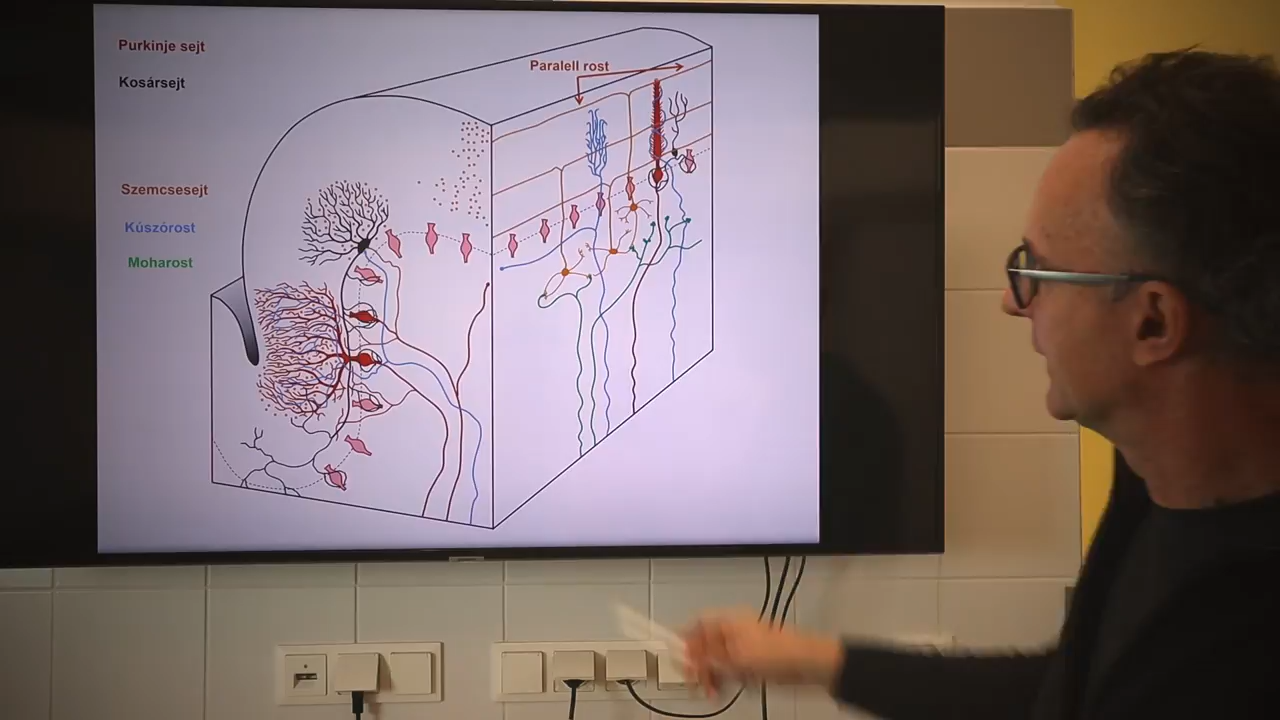 Purkinje sejt
Kosársejt
Paralell rost
Szemcsesejt
Kúszórost
Moharost